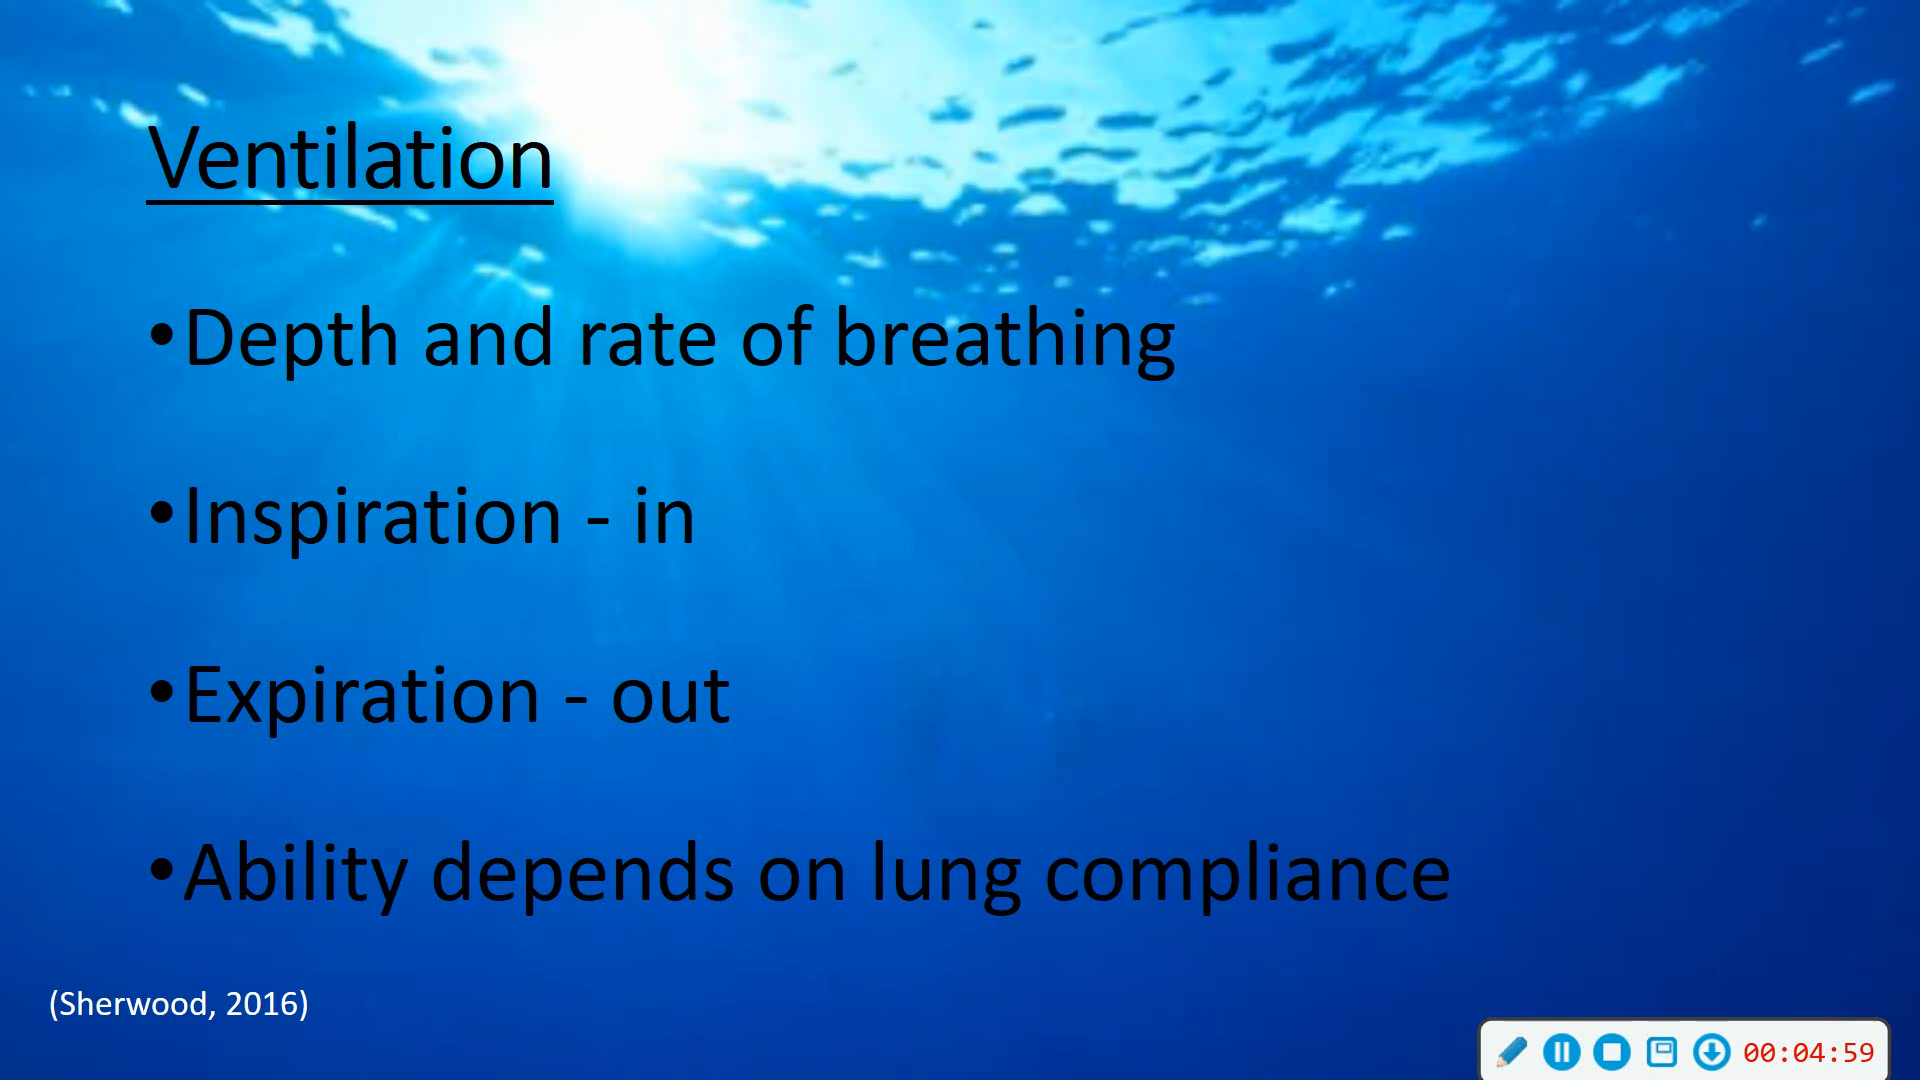 Ventilation
•Depth and rate of breathing
•Inspiration - in
•Expiration - out
•Ability depends on lung compliance
(Sherwood, 2016)
00:04:59